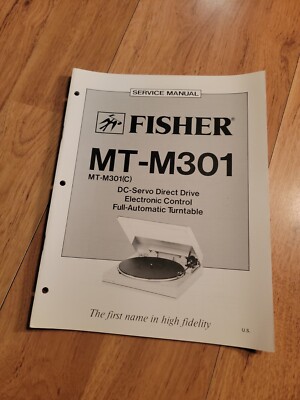 SERVICE MANUAL
FISHER®
MT-M301
MT-M301(C)
DC-Servo Direct Drive
Electronic Control
Full-Automatic Turntable
The first name in high fidelity
U.S.